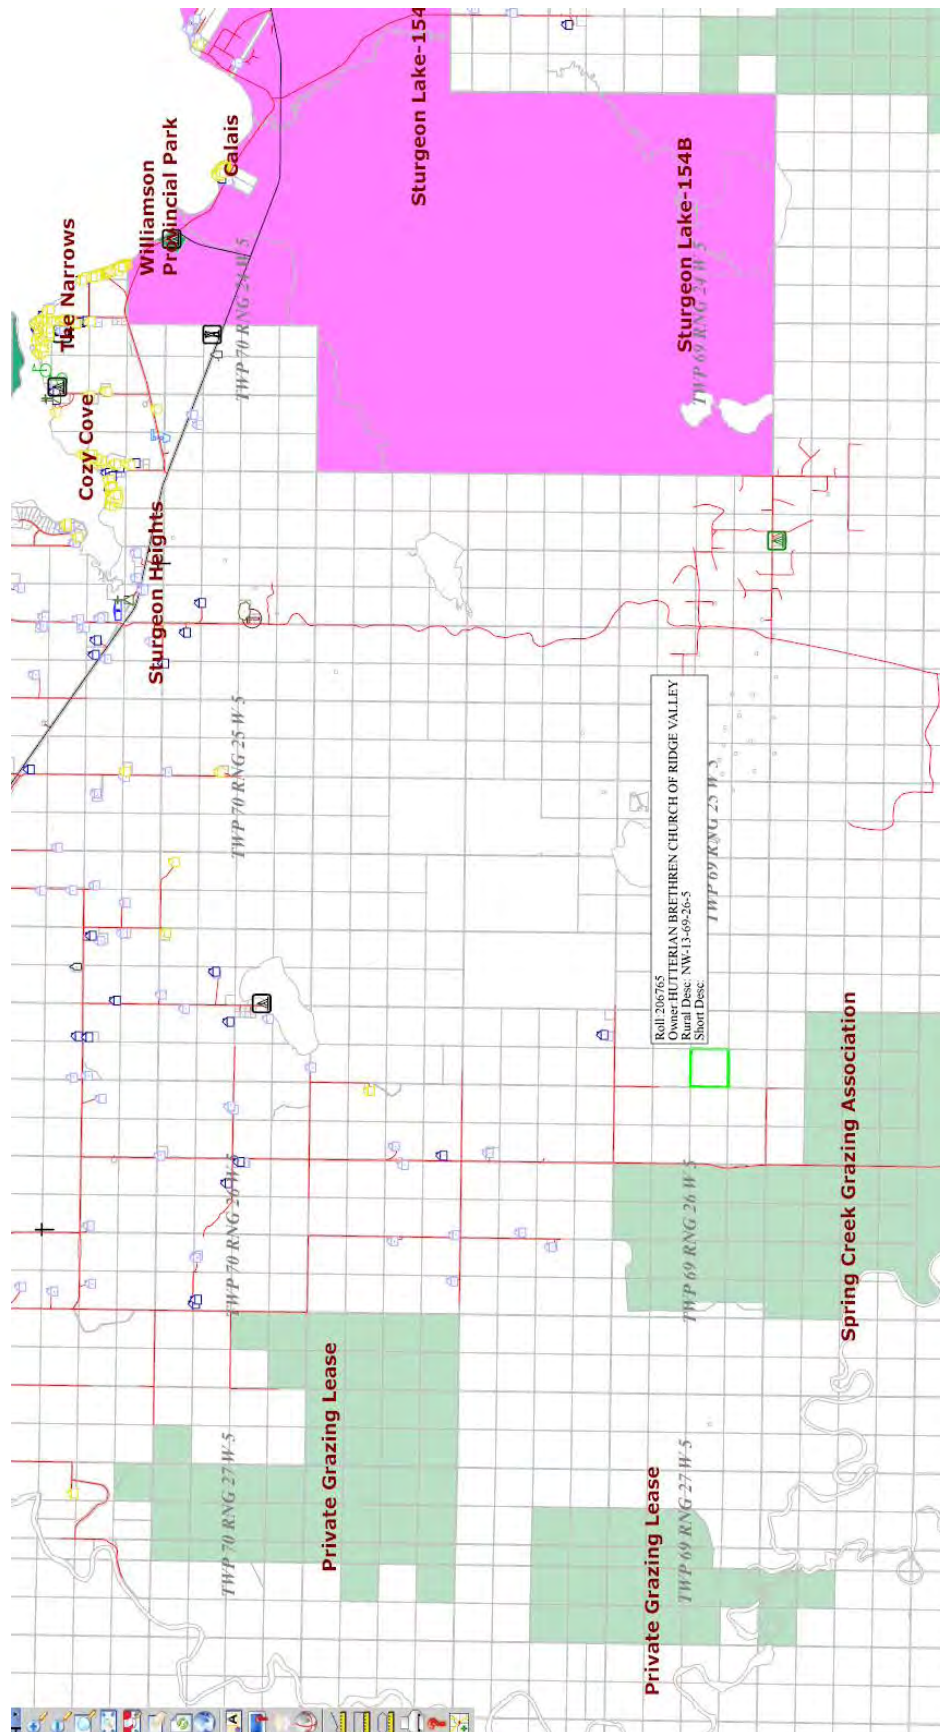 Sturgeon Lake-154
Calais
Williamson
Provincial Park
The Narrows
Sturgeon Lake-154B
TWP 70 RNG 24 W 5
TWP 69 RNG 24 W 5
Cozy Cove
Sturgeon Heights
TWP 70 RNG 25 W 5
TWP 69 RNG 25 W 5
Roll:206765
Owner:HUTTERIAN BRETHREN CHURCH OF RIDGE VALLEY
Rural Desc: NW-13-69-26-5
Short Desc:
Spring Creek Grazing Association
TWP 70 RNG 26 W 5
TWP 69 RNG 26 W 5
Private Grazing Lease
TWP 70 RNG 27 W 5
Private Grazing Lease
TWP 69 RNG 27 W 5